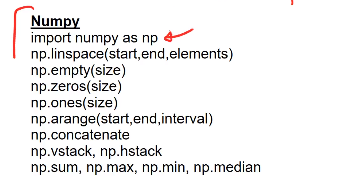 Numpy
import numpy as np
np.linspace(start,end,elements)
np.empty(size)
np.zeros(size)
np.ones(size)
np.arange(start,end,interval)
np.concatenate
np.vstack, np.hstack
np.sum, np.max, np.min, np.median